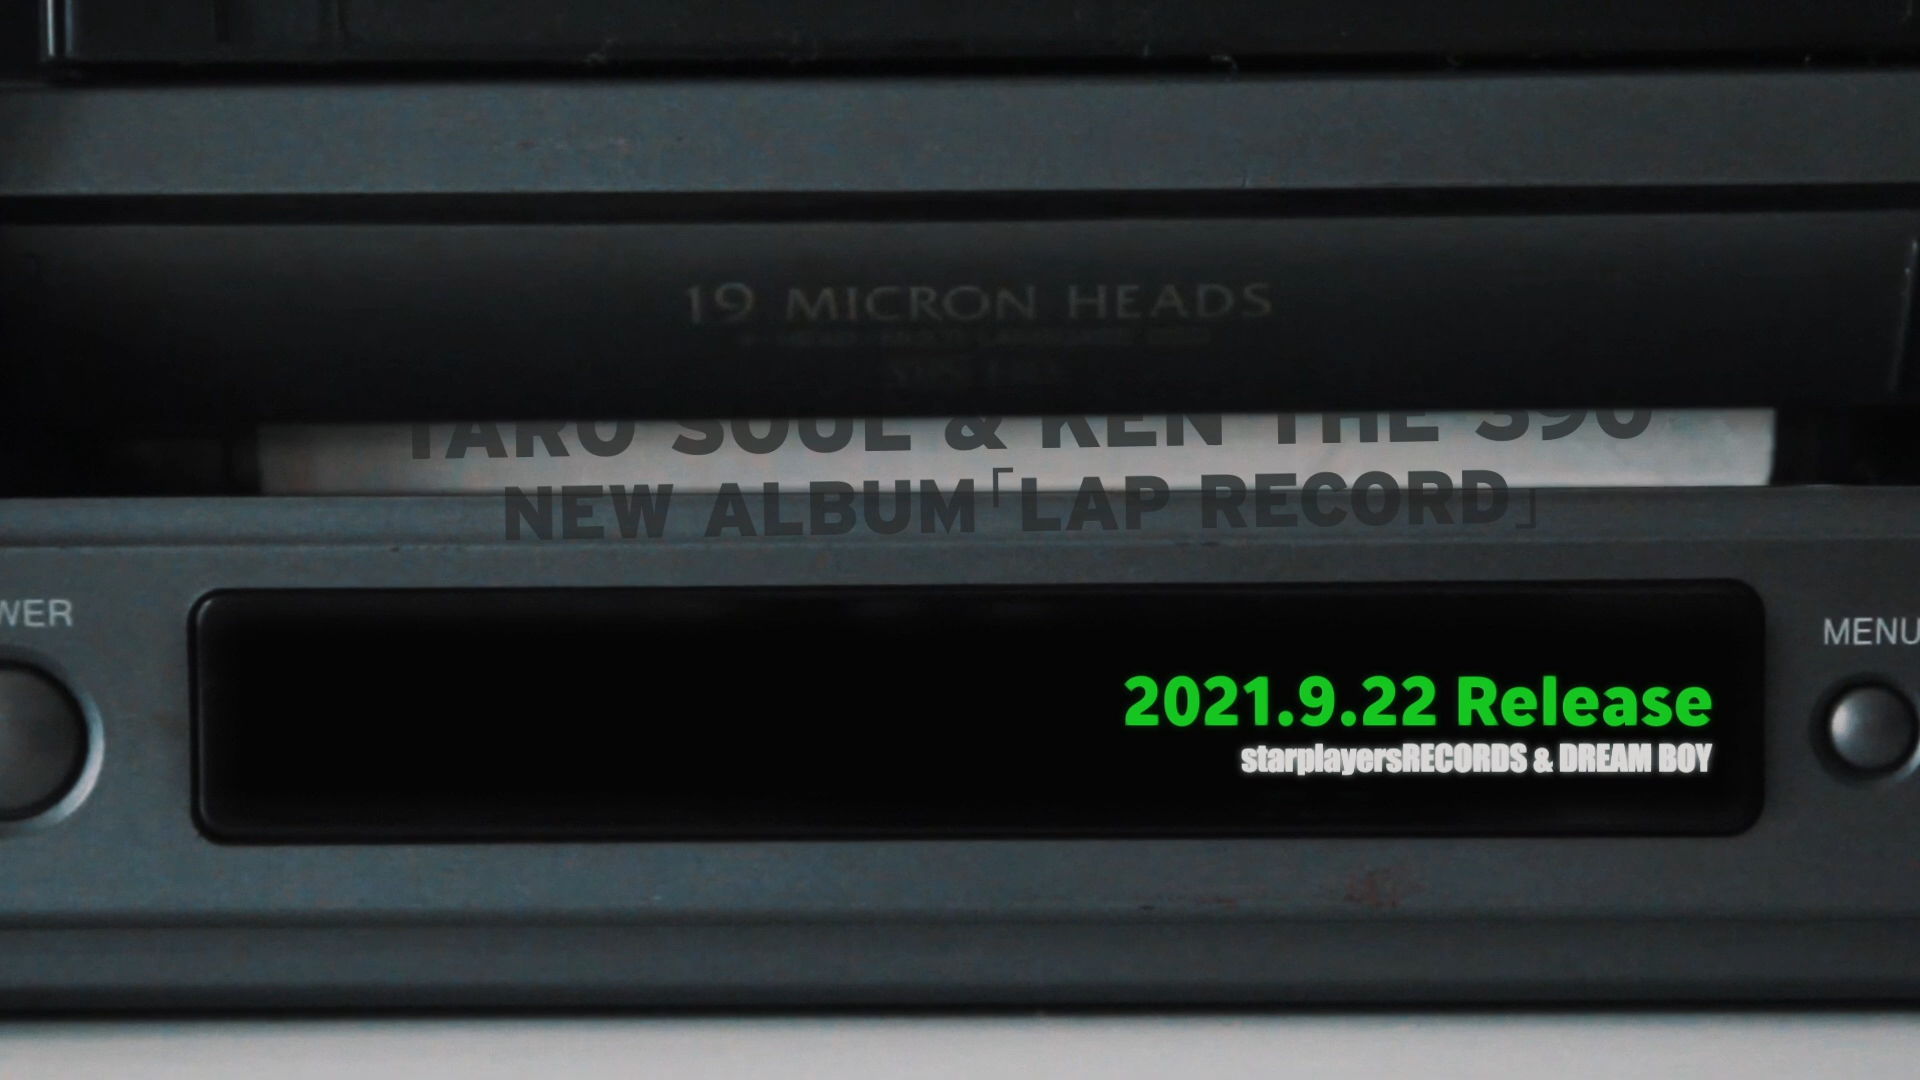 19 MICRON HEADS
TARO SOUL & KEN THE 390
NEW ALBUM「LAP RECORD」
WER
MENU
2021.9.22 Release
starplayersRECORDS & DREAM BOY